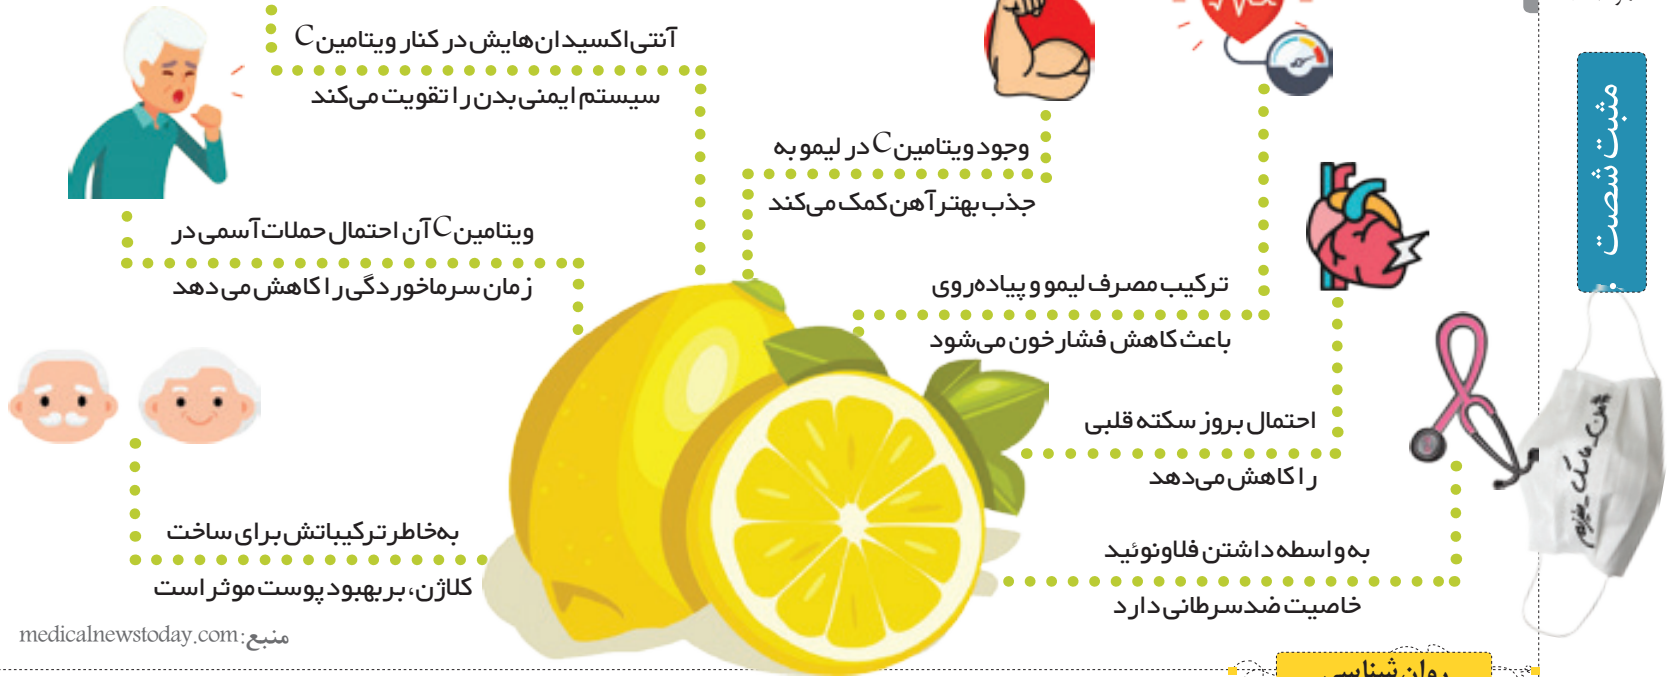 آنتی‌اکسیدان‌هایش در کنار ویتامین C
سیستم ایمنی بدن را تقویت می‌کند
وجود ویتامین C در لیمو به
جذب بهتر آهن کمک می‌کند
ویتامین C آن احتمال حملات آسمی در
زمان سرماخوردگی را کاهش می‌دهد
ترکیب مصرف لیمو و پیاده‌روی
باعث کاهش فشار خون می‌شود
احتمال بروز سکته قلبی
را کاهش می‌دهد
به‌خاطر ترکیباتش برای ساخت
کلاژن، بر بهبود پوست موثر است
به‌واسطه داشتن فلاونوئید
خاصیت ضدسرطانی دارد
منبع: medicalnewstoday.com
مثبت شصت
#من_ماسک_میزنم
روان‌شناسی